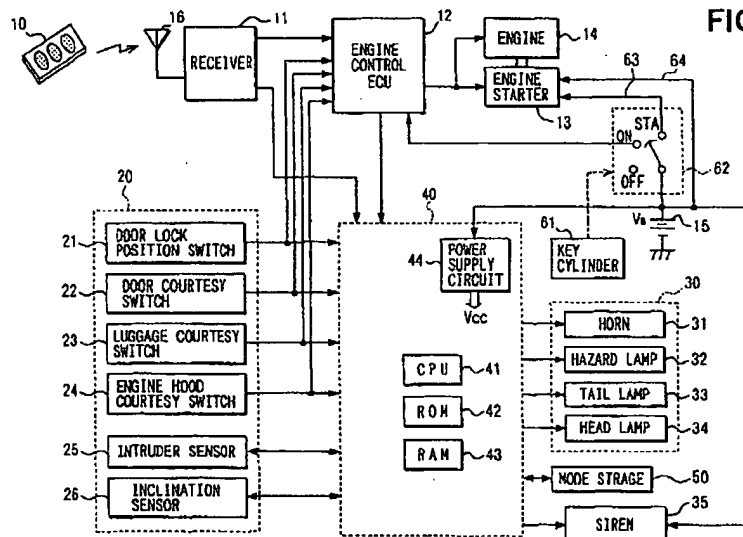 FIG
10
16
11
RECEIVER
12
ENGINE
CONTROL
ECU
ENGINE
14
ENGINE
STARTER
13
63
64
STA
ON
OFF
62
61
KEY
CYLINDER
VB
15
20
21
DOOR LOCK
POSITION SWITCH
22
DOOR COURTESY
SWITCH
23
LUGGAGE COURTESY
SWITCH
24
ENGINE HOOD
COURTESY SWITCH
25
INTRUDER SENSOR
26
INCLINATION
SENSOR
40
44
POWER
SUPPLY
CIRCUIT
Vcc
CPU
41
ROM
42
RAM
43
30
HORN
31
HAZARD LAMP
32
TAIL LAMP
33
HEAD LAMP
34
MODE STRAGE
50
SIREN
35